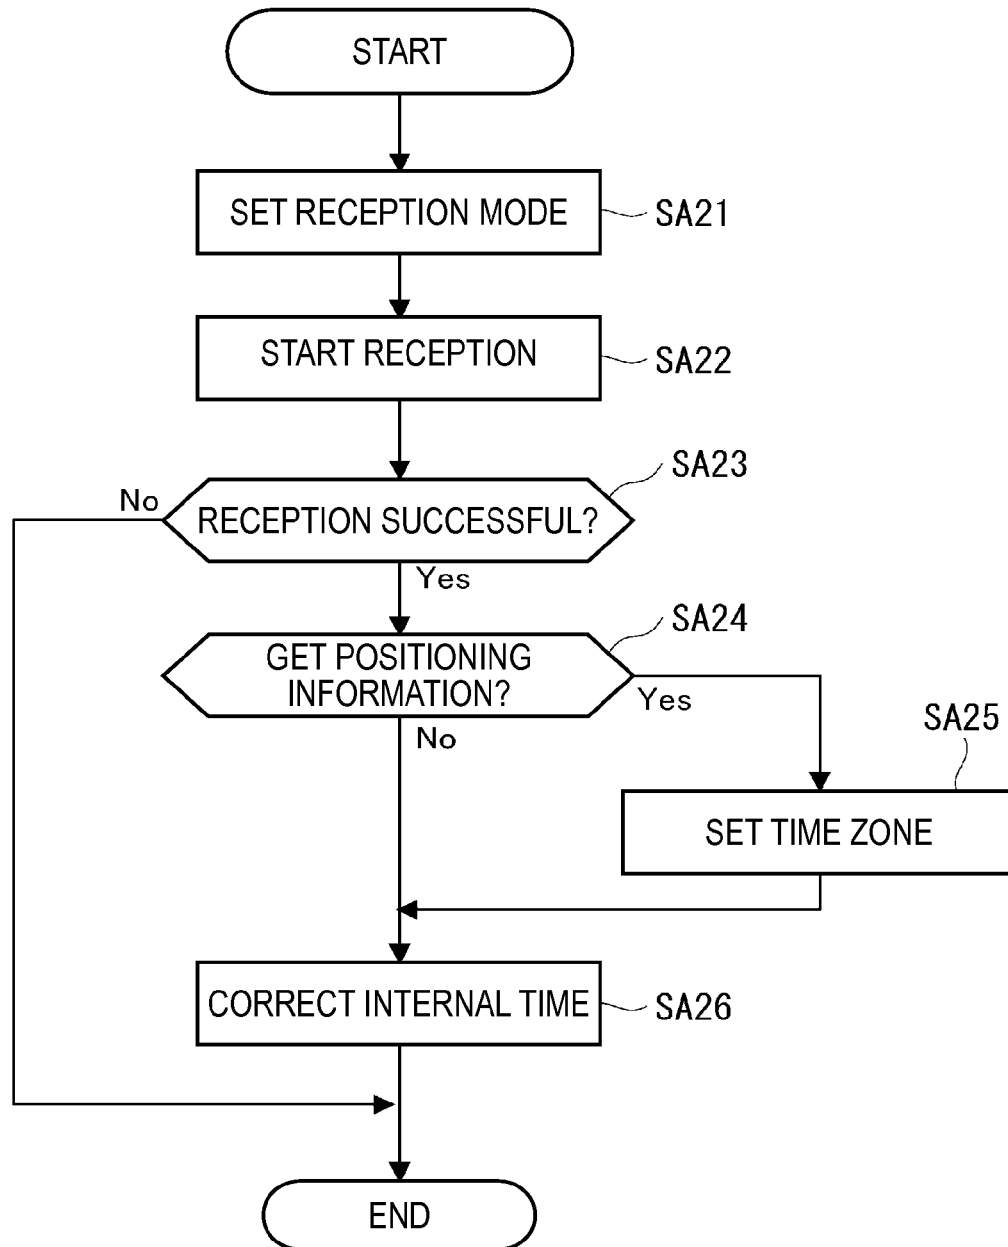 START
SET RECEPTION MODE
SA21
START RECEPTION
SA22
SA23
No
RECEPTION SUCCESSFUL?
Yes
SA24
GET POSITIONING
INFORMATION?
Yes
No
SA25
SET TIME ZONE
CORRECT INTERNAL TIME
SA26
END